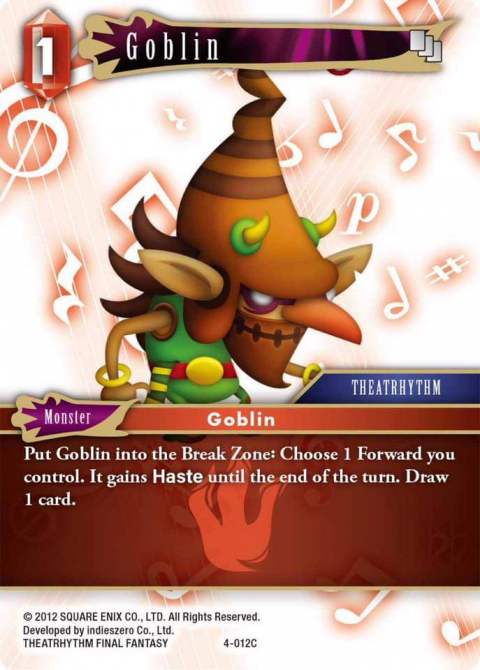 1
Goblin
p
THEATRHYTHM
Monster
Goblin
Put Goblin into the Break Zone: Choose 1 Forward you
control. It gains Haste until the end of the turn. Draw
1 card.
© 2012 SQUARE ENIX CO., LTD. All Rights Reserved.
Developed by indieszero Co., Ltd.
THEATRHYTHM FINAL FANTASY 4-012C